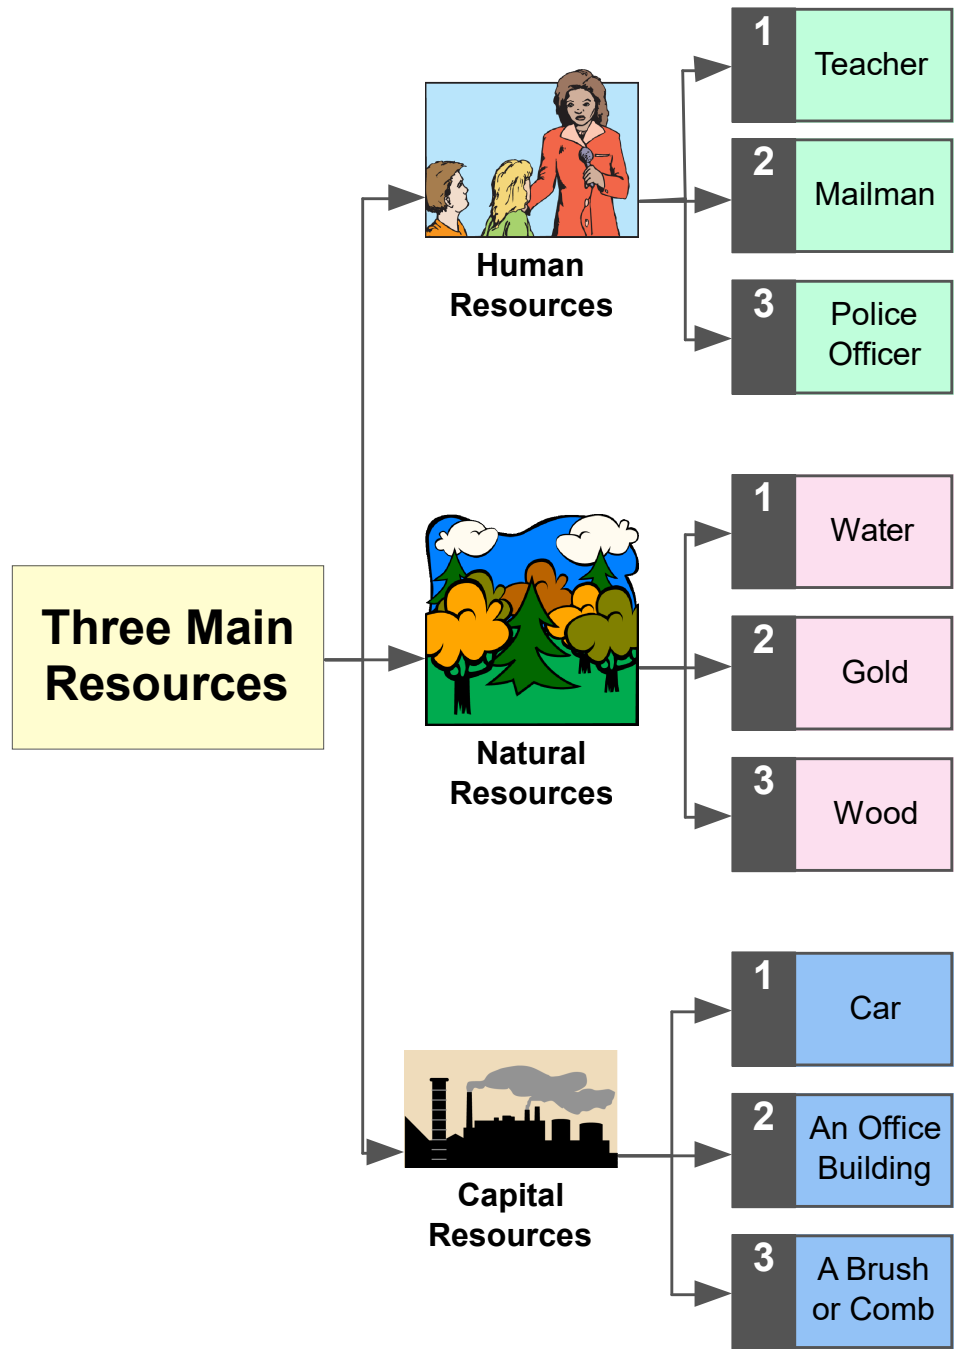 Three Main
Resources
Human
Resources
1
Teacher
2
Mailman
3
Police
Officer
Natural
Resources
1
Water
2
Gold
3
Wood
Capital
Resources
1
Car
2
An Office
Building
3
A Brush
or Comb